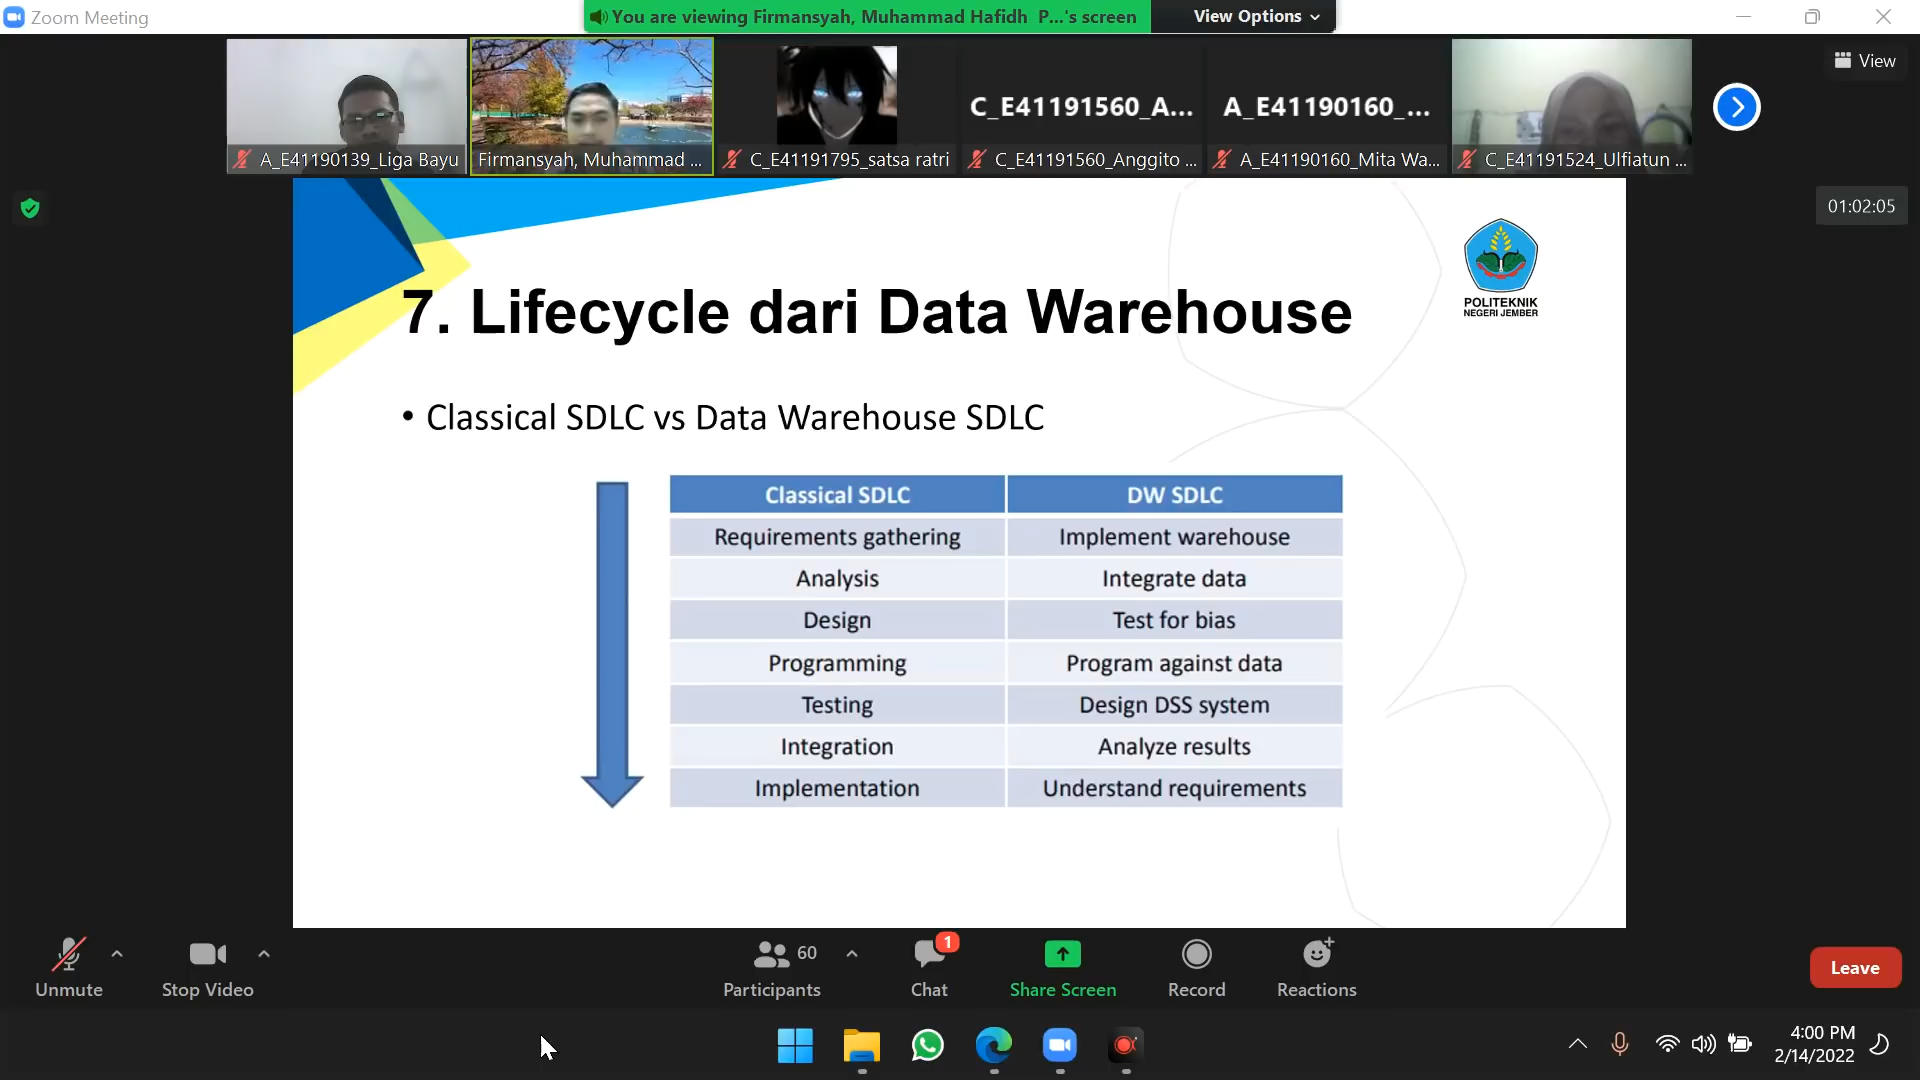 Zoom Meeting
You are viewing Firmansyah, Muhammad Hafidh P...'s screen
View Options
View
C_E41191560_A...
A_E41190160_...
A_E41190139_Liga Bayu
Firmansyah, Muhammad ...
C_E41191795_satsa ratri
C_E41191560_Anggito ...
A_E41190160_Mita Wa...
C_E41191524_Ulfiatun ...
01:02:05
POLITEKNIK
NEGERI JEMBER
7. Lifecycle dari Data Warehouse
• Classical SDLC vs Data Warehouse SDLC
Classical SDLC DW SDLC
Requirements gathering Implement warehouse
Analysis Integrate data
Design Test for bias
Programming Program against data
Testing Design DSS system
Integration Analyze results
Implementation Understand requirements
60
1
Unmute
Stop Video
Participants
Chat
Share Screen
Record
Reactions
Leave
4:00 PM
2/14/2022